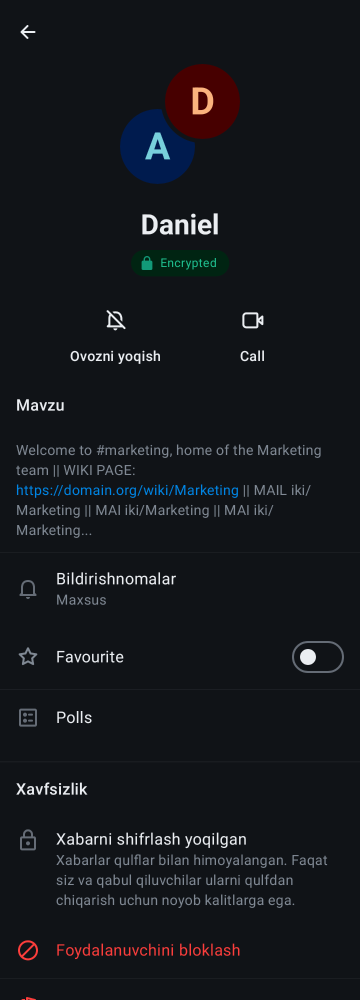 D
A
Daniel
Encrypted
Ovozni yoqish
Call
Mavzu
Welcome to #marketing, home of the Marketing
team || WIKI PAGE:
https://domain.org/wiki/Marketing || MAIL iki/
Marketing || MAI iki/Marketing || MAI iki/
Marketing...
Bildirishnomalar
Maxsus
Favourite
Polls
Xavfsizlik
Xabarni shifrlash yoqilgan
Xabarlar qulflar bilan himoyalangan. Faqat
siz va qabul qiluvchilar ularni qulfdan
chiqarish uchun noyob kalitlarga ega.
Foydalanuvchini bloklash